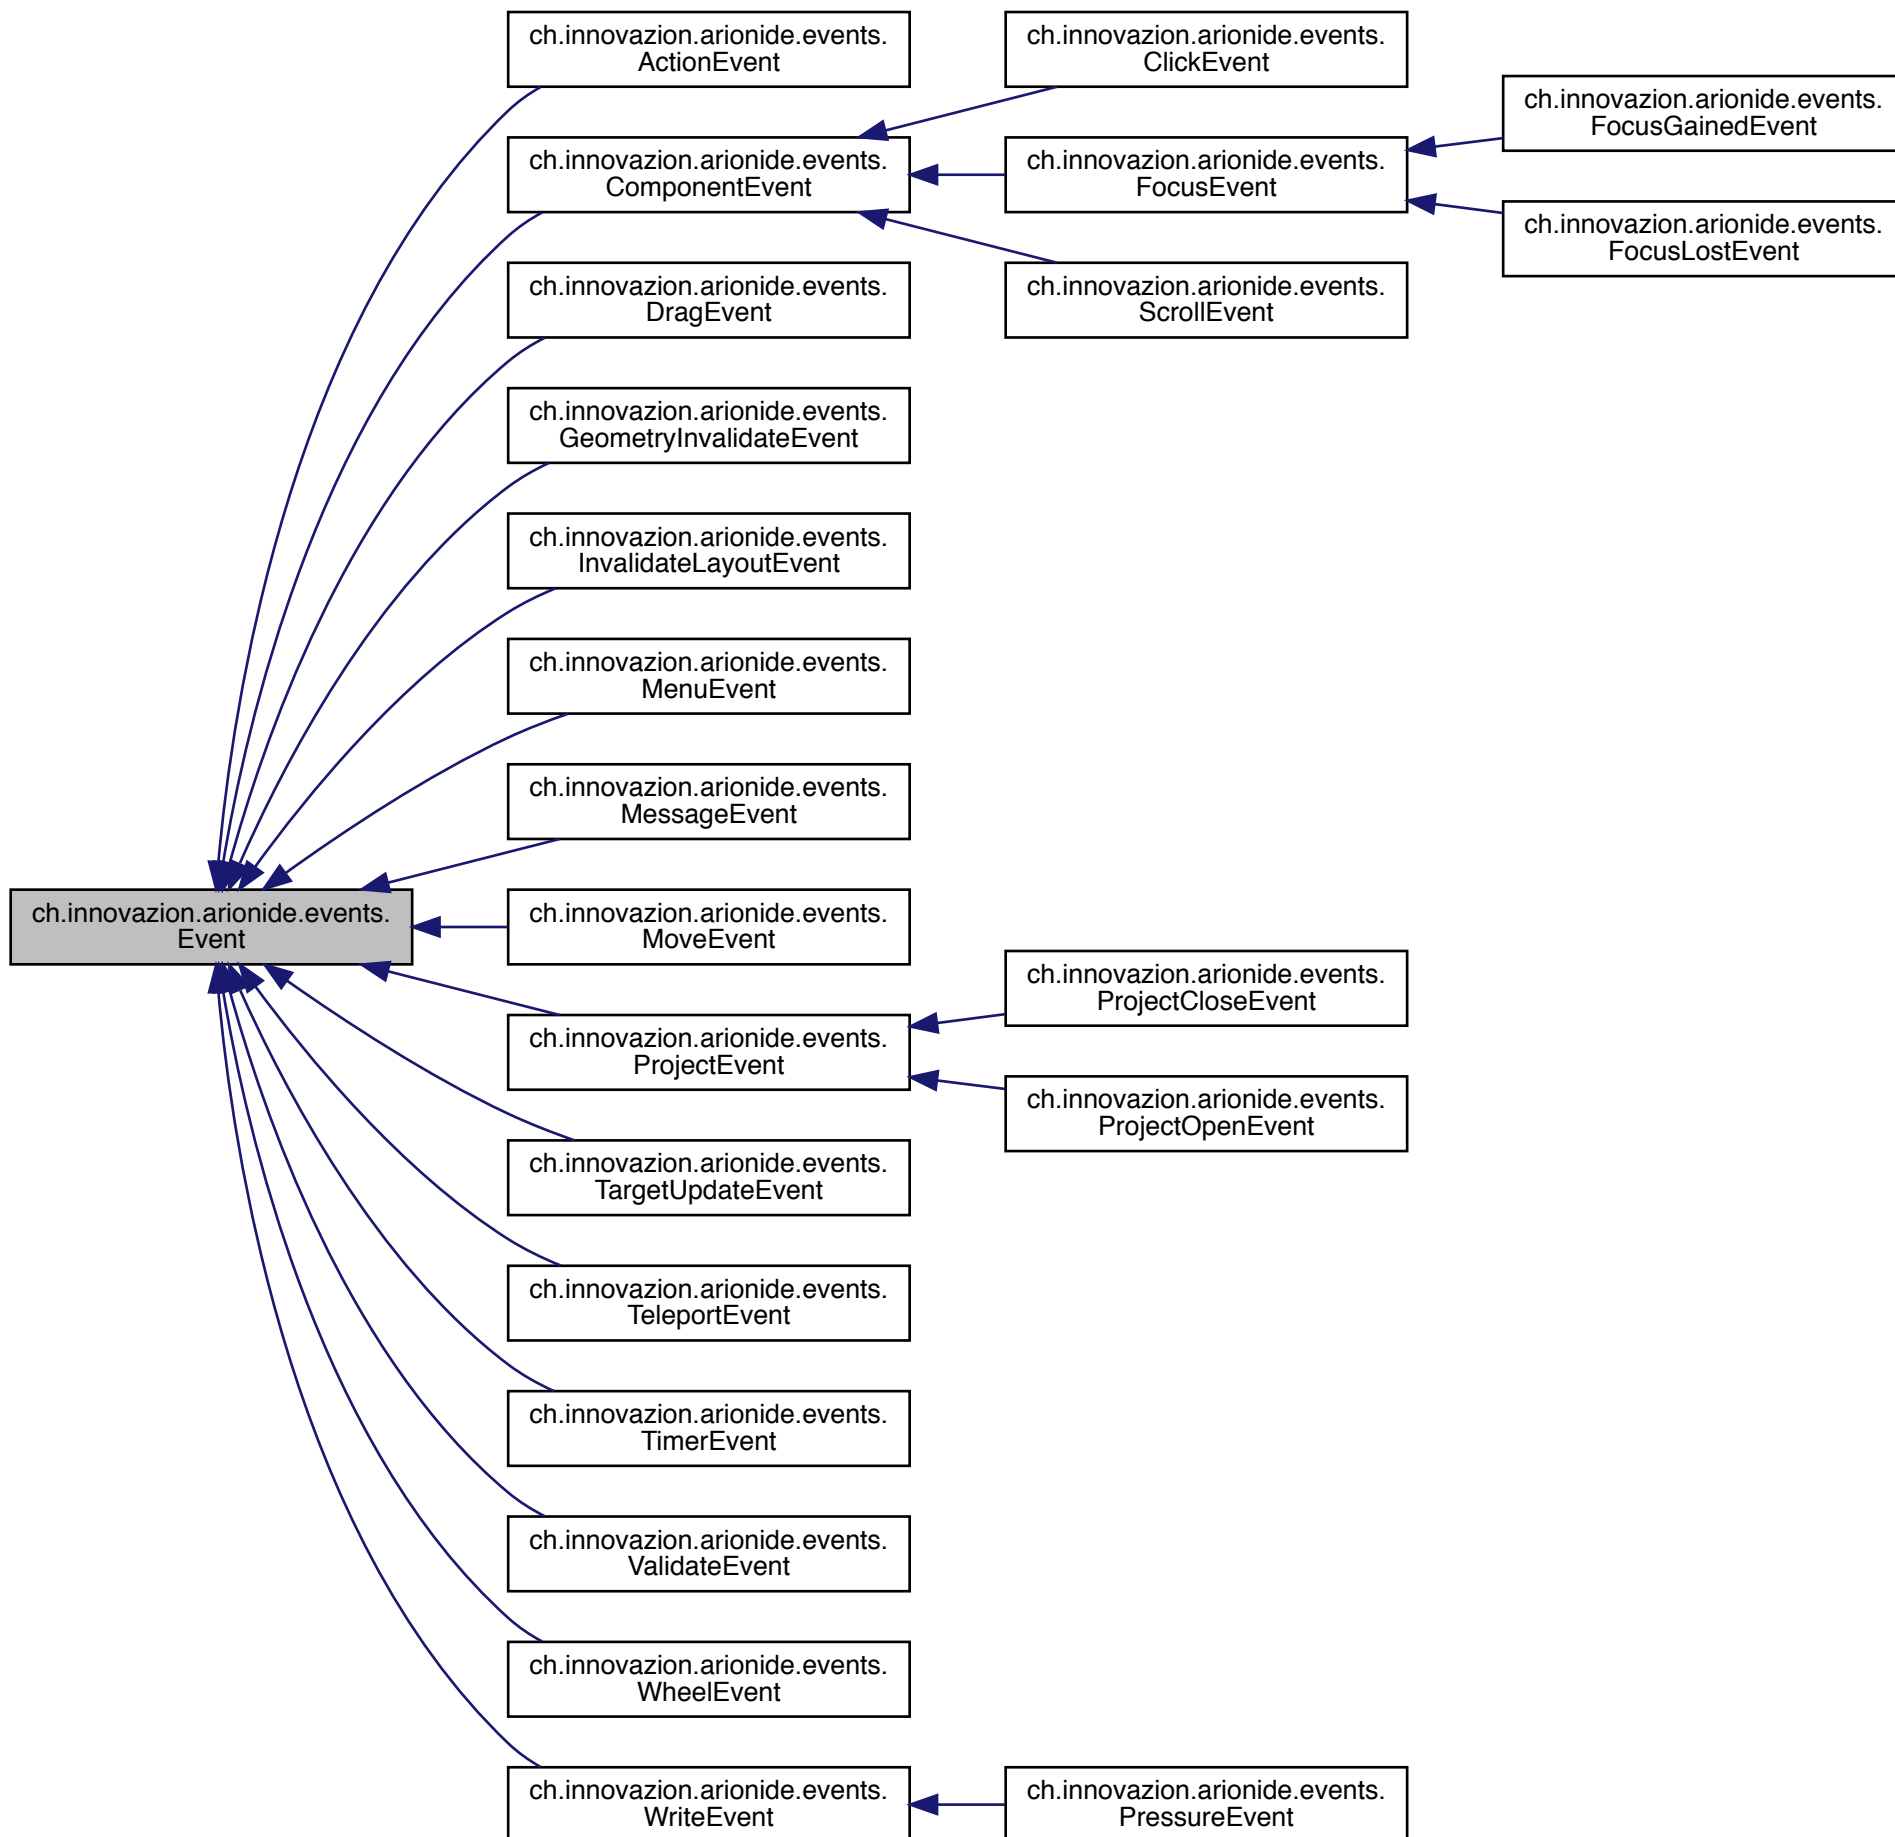 ch.innovazion.arionide.events.
Event
ch.innovazion.arionide.events.
ActionEvent
ch.innovazion.arionide.events.
ComponentEvent
ch.innovazion.arionide.events.
DragEvent
ch.innovazion.arionide.events.
GeometryInvalidateEvent
ch.innovazion.arionide.events.
InvalidateLayoutEvent
ch.innovazion.arionide.events.
MenuEvent
ch.innovazion.arionide.events.
MessageEvent
ch.innovazion.arionide.events.
MoveEvent
ch.innovazion.arionide.events.
ProjectEvent
ch.innovazion.arionide.events.
TargetUpdateEvent
ch.innovazion.arionide.events.
TeleportEvent
ch.innovazion.arionide.events.
TimerEvent
ch.innovazion.arionide.events.
ValidateEvent
ch.innovazion.arionide.events.
WheelEvent
ch.innovazion.arionide.events.
WriteEvent
ch.innovazion.arionide.events.
ClickEvent
ch.innovazion.arionide.events.
FocusEvent
ch.innovazion.arionide.events.
ScrollEvent
ch.innovazion.arionide.events.
ProjectCloseEvent
ch.innovazion.arionide.events.
ProjectOpenEvent
ch.innovazion.arionide.events.
PressureEvent
ch.innovazion.arionide.events.
FocusGainedEvent
ch.innovazion.arionide.events.
FocusLostEvent